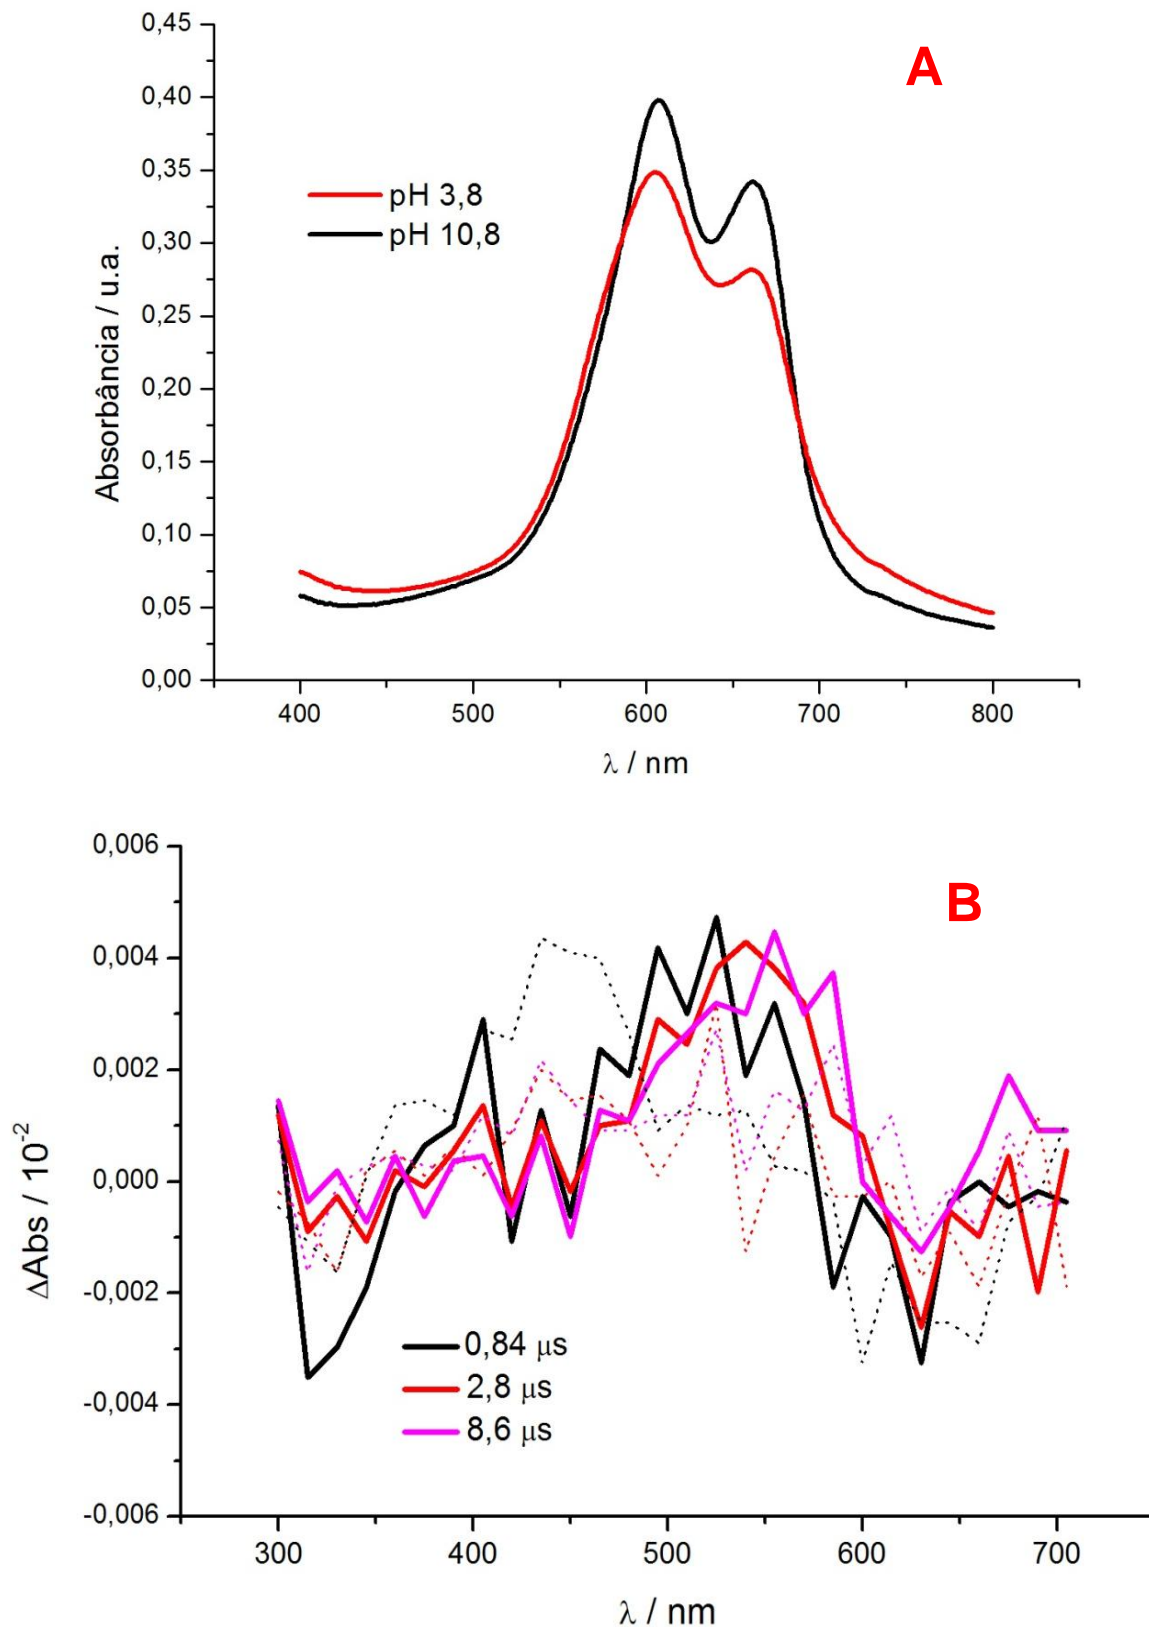 0,45
A
0,40
0,35
pH 3,8
0,30
pH 10,8
0,25
0,20
0,15
0,10
0,05
0,00
Absorbância / u.a.
400 500 600 700 800
λ / nm
0,006
B
0,004
0,002
0,000
-0,002
0,84 μs
2,8 μs
-0,004
8,6 μs
-0,006
ΔAbs / 10-2
300 400 500 600 700
λ / nm